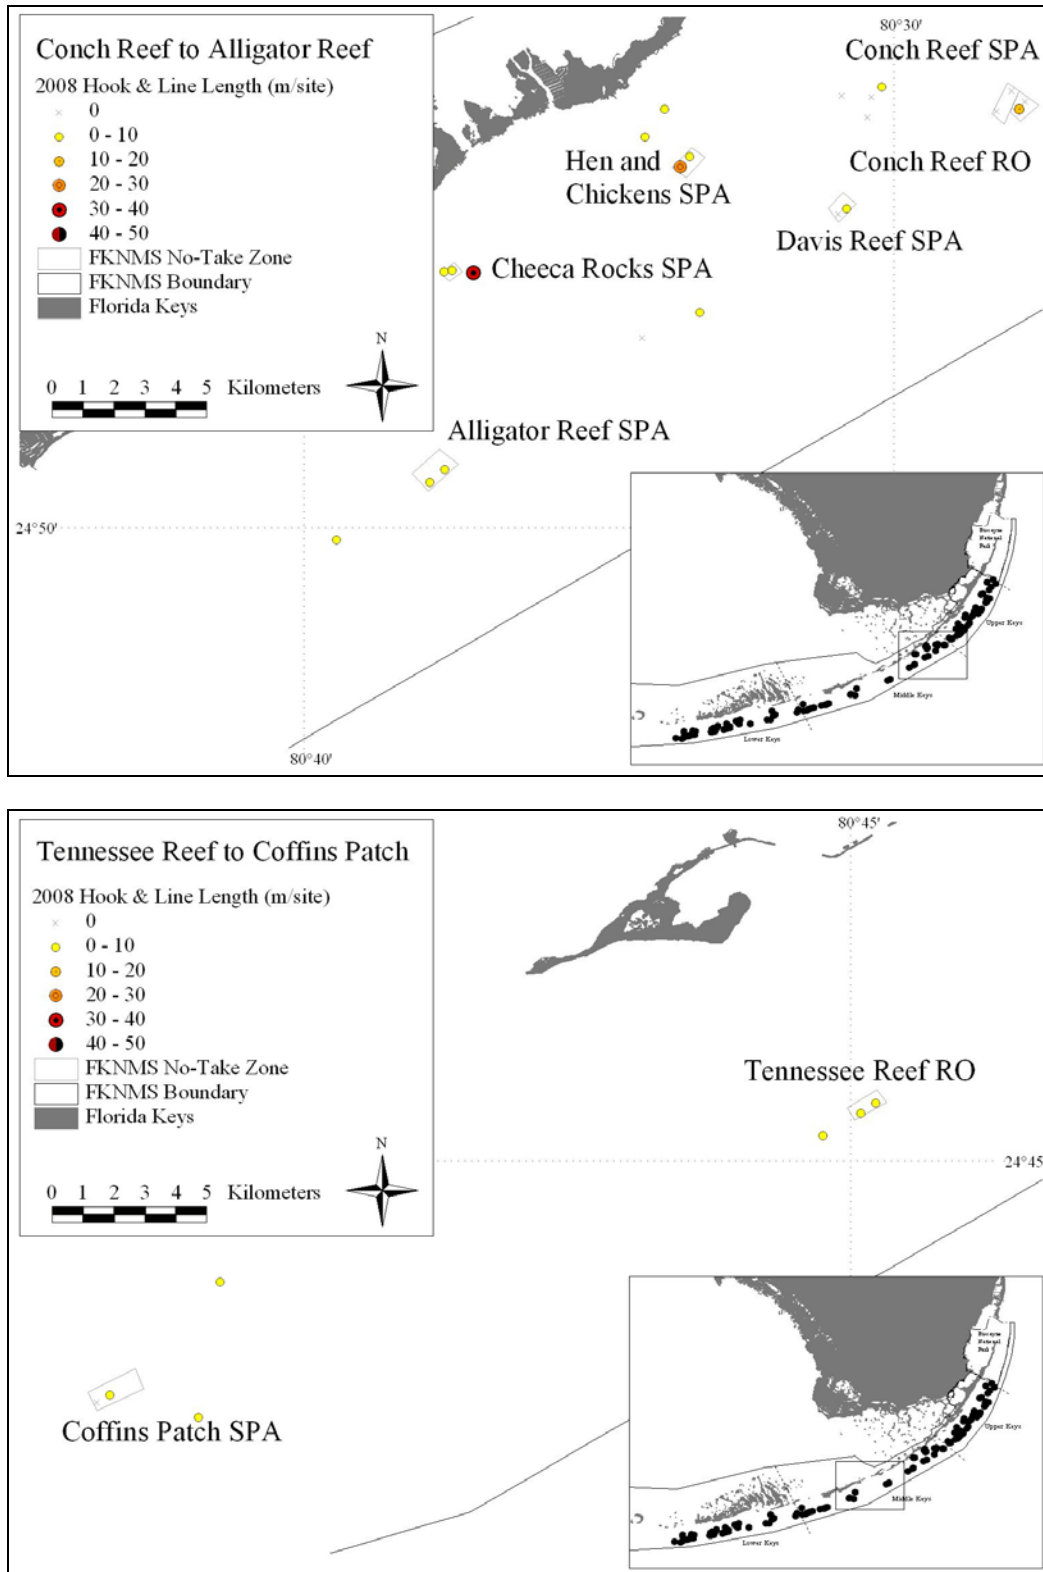 Conch Reef to Alligator Reef
2008 Hook & Line Length (m/site)
0
0 - 10
10 - 20
20 - 30
30 - 40
40 - 50
FKNMS No-Take Zone
FKNMS Boundary
Florida Keys
N
0 1 2 3 4 5 Kilometers
80°30'
Conch Reef SPA
Hen and
Chickens SPA
Conch Reef RO
Davis Reef SPA
Cheeca Rocks SPA
Alligator Reef SPA
24°50'
80°40'
Biscayne
National
Park
Upper Keys
Middle Keys
Lower Keys
Tennessee Reef to Coffins Patch
2008 Hook & Line Length (m/site)
0
0 - 10
10 - 20
20 - 30
30 - 40
40 - 50
FKNMS No-Take Zone
FKNMS Boundary
Florida Keys
N
0 1 2 3 4 5 Kilometers
80°45'
Tennessee Reef RO
24°45'
Coffins Patch SPA
Biscayne
National
Park
Upper Keys
Middle Keys
Lower Keys